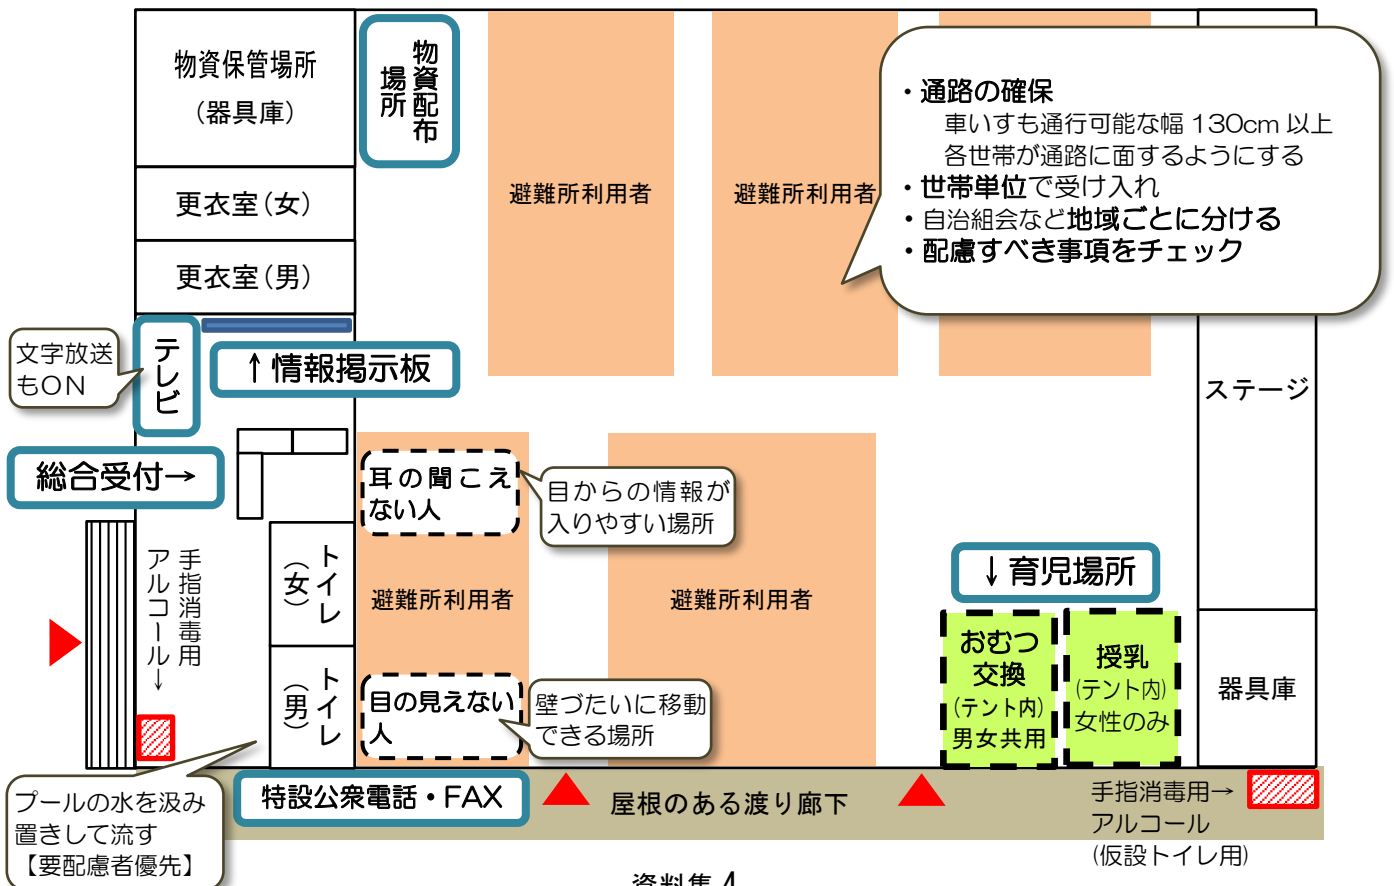 物資保管場所
（器具庫）
物資配布
場所
更衣室（女）
更衣室（男）
避難所利用者
避難所利用者
・通路の確保
車いすも通行可能な幅 130cm 以上
各世帯が通路に面するようにする
・世帯単位で受け入れ
・自治組会など地域ごとに分ける
・配慮すべき事項をチェック
文字放送
もON
テレビ
↑情報掲示板
ステージ
総合受付→
耳の聞こえ
ない人
目からの情報が
入りやすい場所
手指消毒用
アルコール→
トイレ
（女）
避難所利用者
避難所利用者
↓育児場所
おむつ
交換
(テント内)
男女共用
授乳
(テント内)
女性のみ
器具庫
トイレ
（男）
目の見えない
人
壁づたいに移動
できる場所
プールの水を汲み
置きして流す
【要配慮者優先】
特設公衆電話・FAX
屋根のある渡り廊下
手指消毒用→
アルコール
(仮設トイレ用)
資料集 4